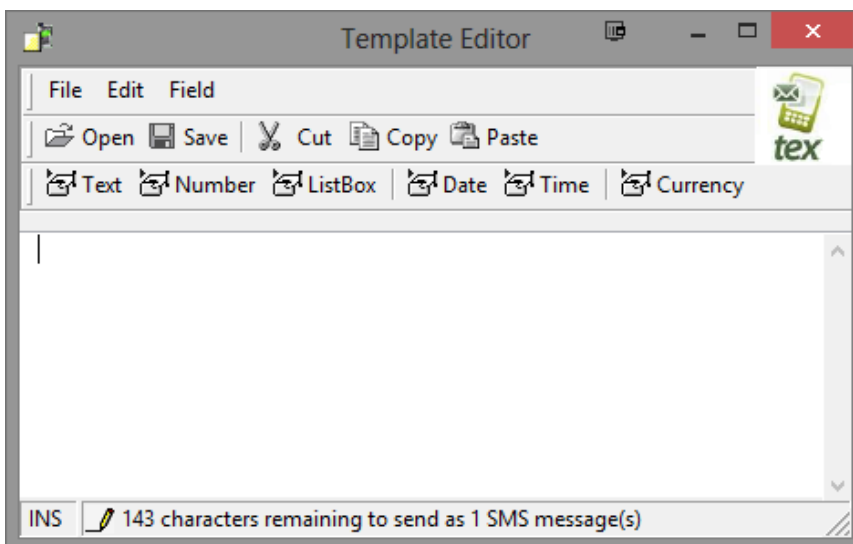 Template Editor
File Edit Field
Open Save Cut Copy Paste
tex
Text Number ListBox Date Time Currency
INS 143 characters remaining to send as 1 SMS message(s)